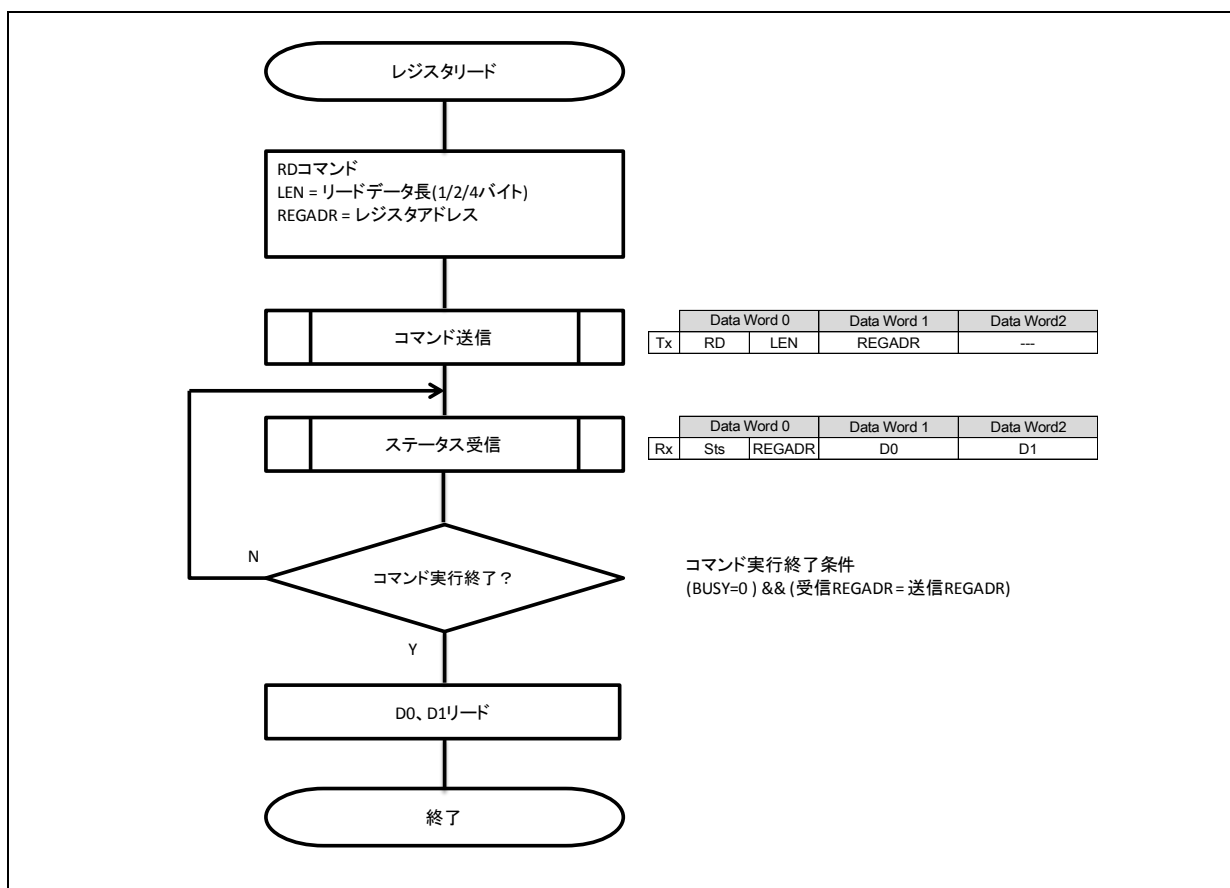 レジスタリード
RDコマンド
LEN = リードデータ長(1/2/4バイト)
REGADR = レジスタアドレス
コマンド送信
Data Word 0 Data Word 1 Data Word2
Tx RD LEN REGADR ---
ステータス受信
Data Word 0 Data Word 1 Data Word2
Rx Sts REGADR D0 D1
N
コマンド実行終了？
コマンド実行終了条件
(BUSY=0 ) && (受信REGADR = 送信REGADR)
Y
D0、D1リード
終了